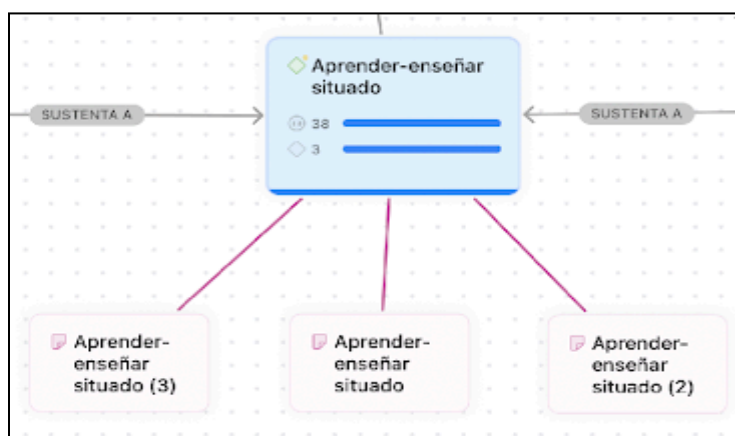 Aprender-enseñar
situado
SUSTENTA A
38
SUSTENTA A
3
Aprender-
enseñar
situado (3)
Aprender-
enseñar
situado
Aprender-
enseñar
situado (2)